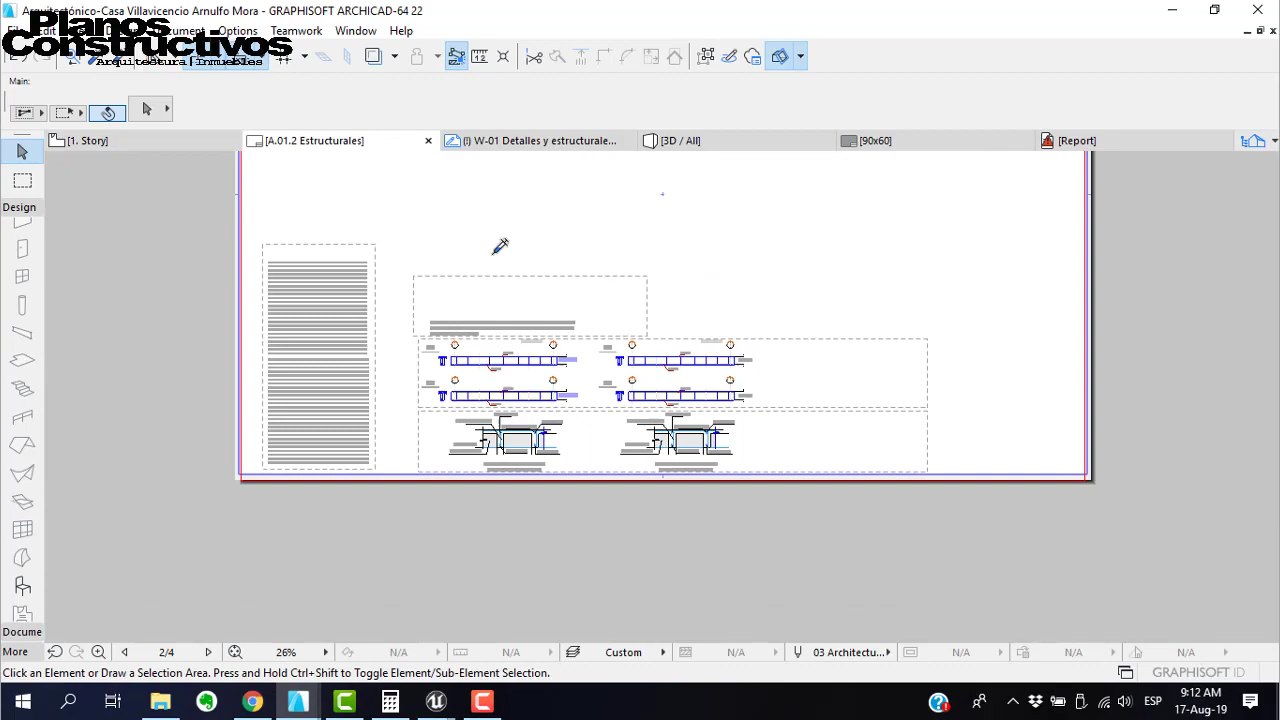 Arquitectónico-Casa Villavicencio Arnulfo Mora - GRAPHISOFT ARCHICAD-64 22
Planos
Constructivos
Arquitectura|Inmuebles
Options Teamwork Window Help
Main:
[1. Story]
[A.01.2 Estructurales]
(I) W-01 Detalles y estructurale...
[3D / All]
[90x60]
[Report]
Design
Docume
More
2/4
26%
N/A
N/A
Custom
N/A
03 Architectu...
N/A
N/A
N/A
Click an Element or Draw a Selection Area. Press and Hold Ctrl+Shift to Toggle Element/Sub-Element Selection.
GRAPHISOFT ID
ESP
9:12 AM
17-Aug-19